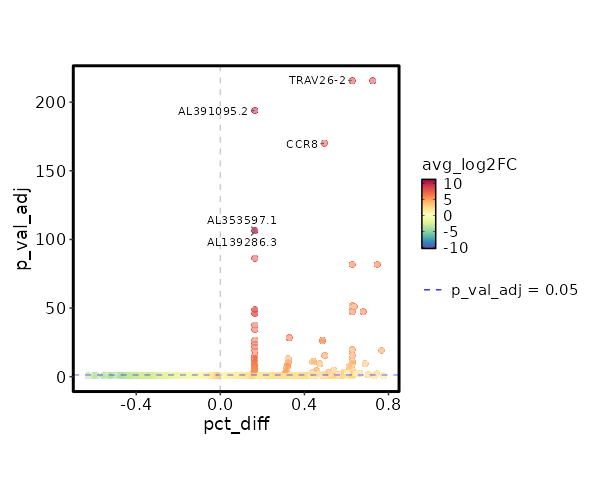 TRAV26-2
AL391095.2
CCR8
AL353597.1
AL139286.3
200
150
100
50
0
p_val_adj
-0.4
0.0
0.4
0.8
pct_diff
avg_log2FC
10
5
0
-5
-10
p_val_adj = 0.05